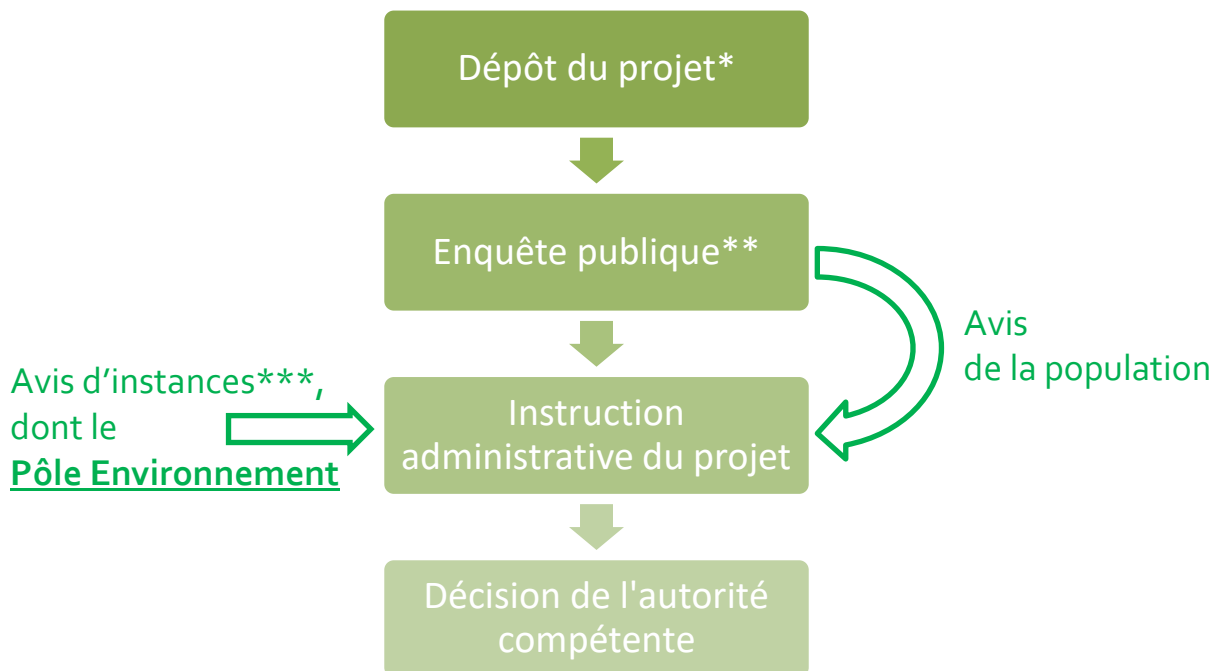 Dépôt du projet*
Enquête publique**
Avis
de la population
Avis d’instances***,
dont le
Pôle Environnement
Instruction
administrative du projet
Décision de l'autorité
compétente